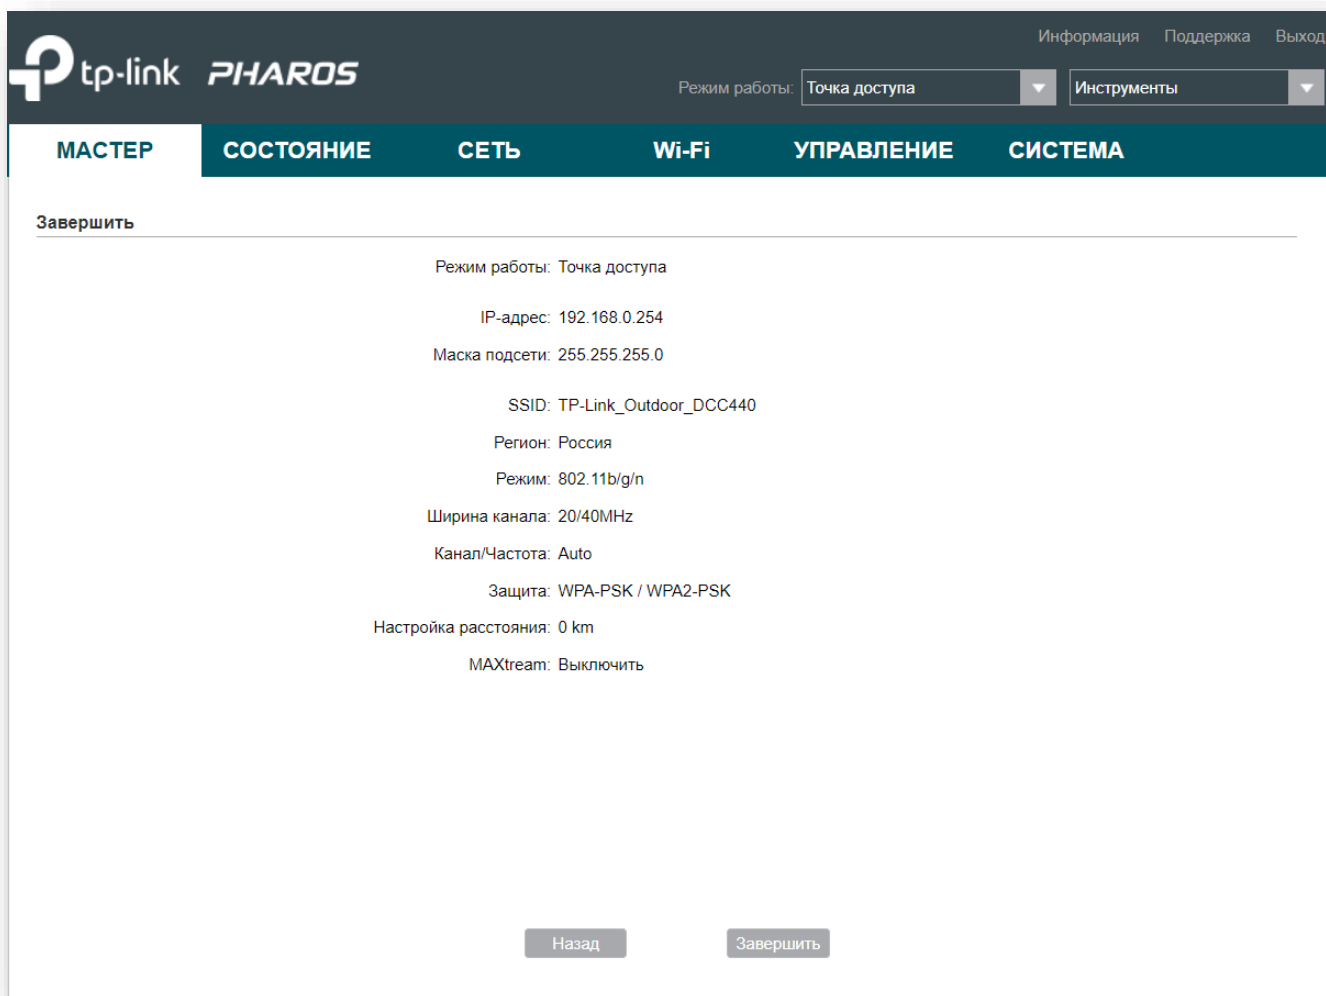 Информация Поддержка Выход
tp-link PHAROS
Режим работы: Точка доступа Инструменты
МАСТЕР СОСТОЯНИЕ СЕТЬ Wi-Fi УПРАВЛЕНИЕ СИСТЕМА
Завершить
Режим работы: Точка доступа
IP-адрес: 192.168.0.254
Маска подсети: 255.255.255.0
SSID: TP-Link_Outdoor_DCC440
Регион: Россия
Режим: 802.11b/g/n
Ширина канала: 20/40MHz
Канал/Частота: Auto
Защита: WPA-PSK / WPA2-PSK
Настройка расстояния: 0 km
MAXtream: Выключить
Назад Завершить